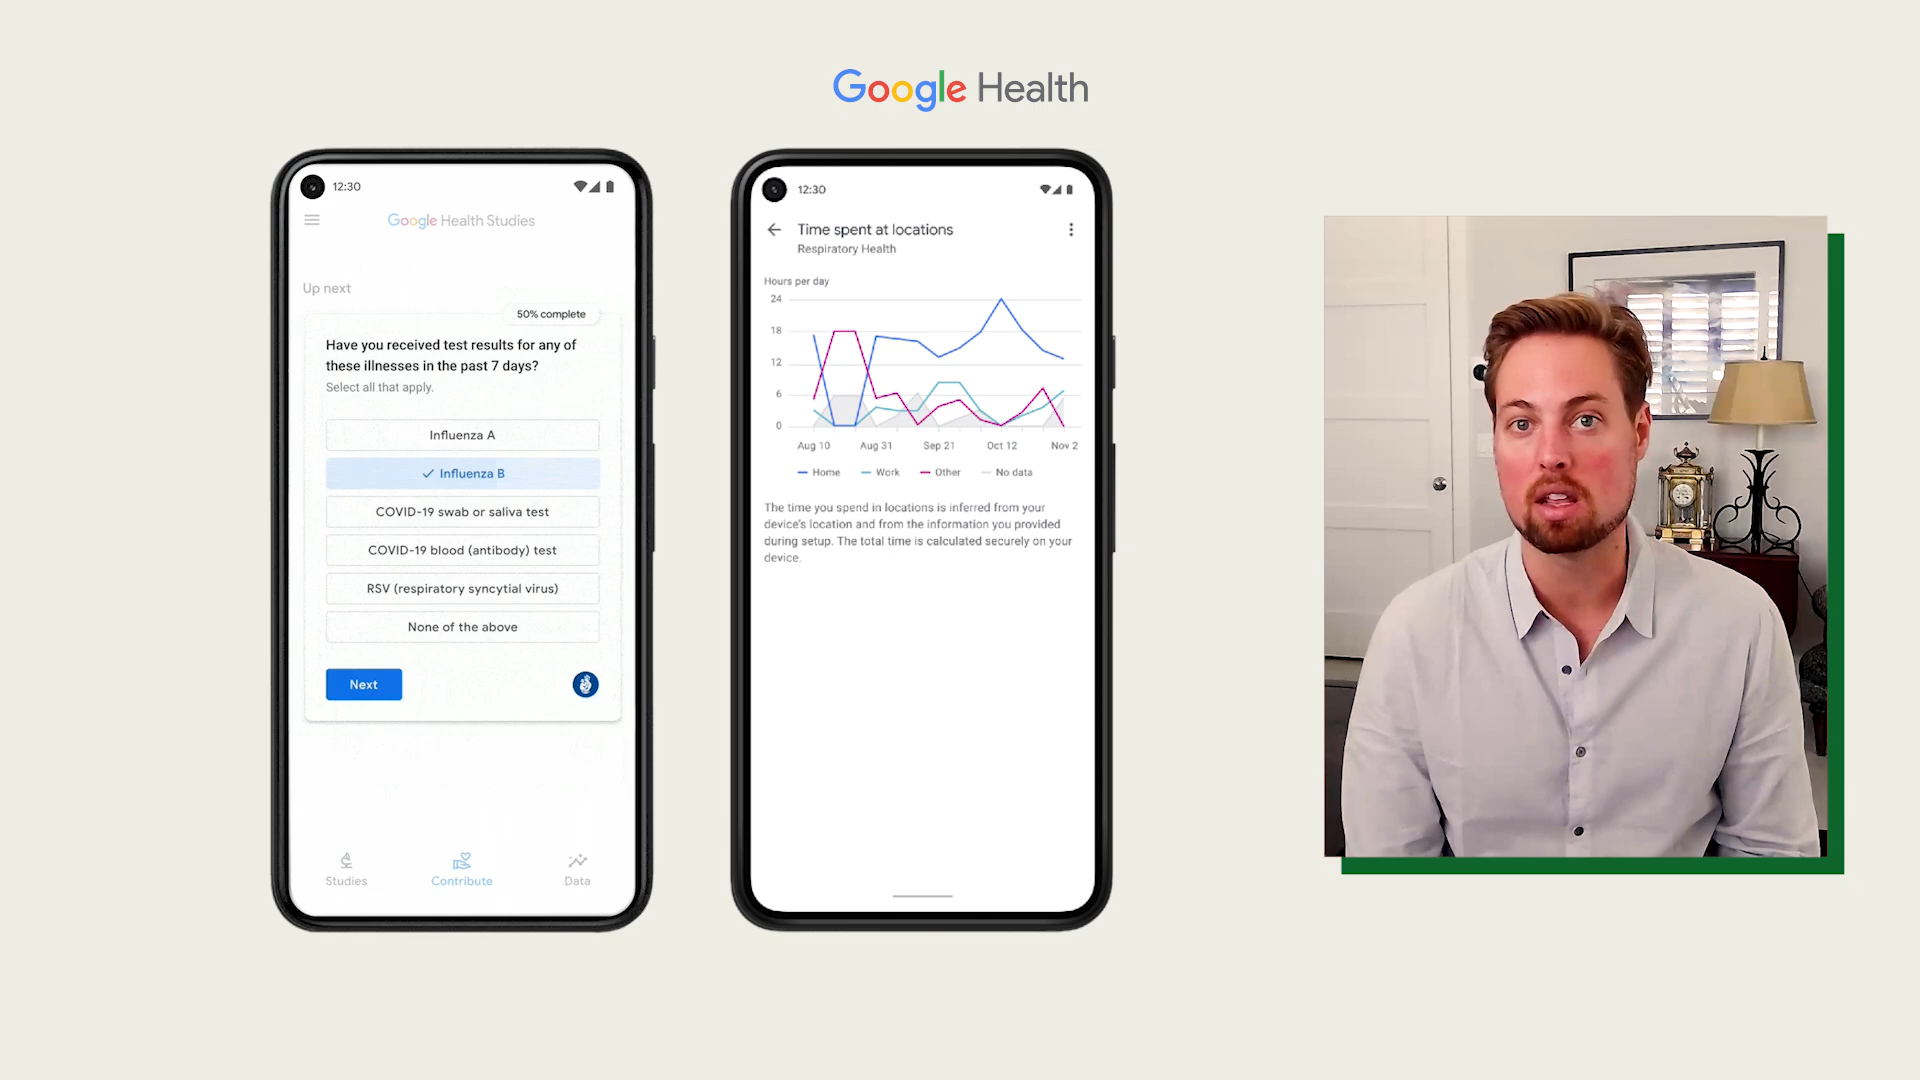 Google Health
12:30
Google Health Studies
Up next
50% complete
Have you received test results for any of
these illnesses in the past 7 days?
Select all that apply.
Influenza A
Influenza B
COVID-19 swab or saliva test
COVID-19 blood (antibody) test
RSV (respiratory syncytial virus)
None of the above
Next
Studies
Contribute
Data
12:30
Time spent at locations
Respiratory Health
Hours per day
24
18
12
6
0
Aug 10 Aug 31 Sep 21 Oct 12 Nov 2
Home Work Other No data
The time you spend in locations is inferred from your
device's location and from the information you provided
during setup. The total time is calculated securely on your
device.